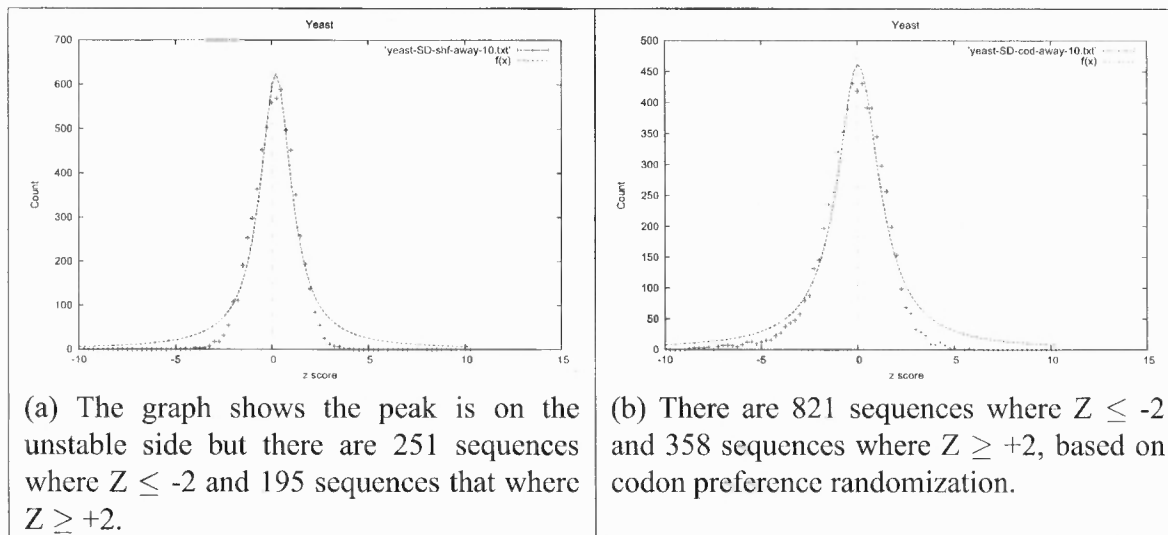 Yeast
700
600
500
400
300
200
100
0
Count
-10
-5
0
5
10
15
z score
'yeast-SD-shf-away-10.txt'
f(x)
(a) The graph shows the peak is on the
unstable side but there are 251 sequences
where Z ≤ -2 and 195 sequences that where
Z ≥ +2.
Yeast
500
450
400
350
300
250
200
150
100
50
0
Count
-10
-5
0
5
10
15
z score
'yeast-SD-cod-away-10.txt'
f(x)
(b) There are 821 sequences where Z ≤ -2
and 358 sequences where Z ≥ +2, based on
codon preference randomization.